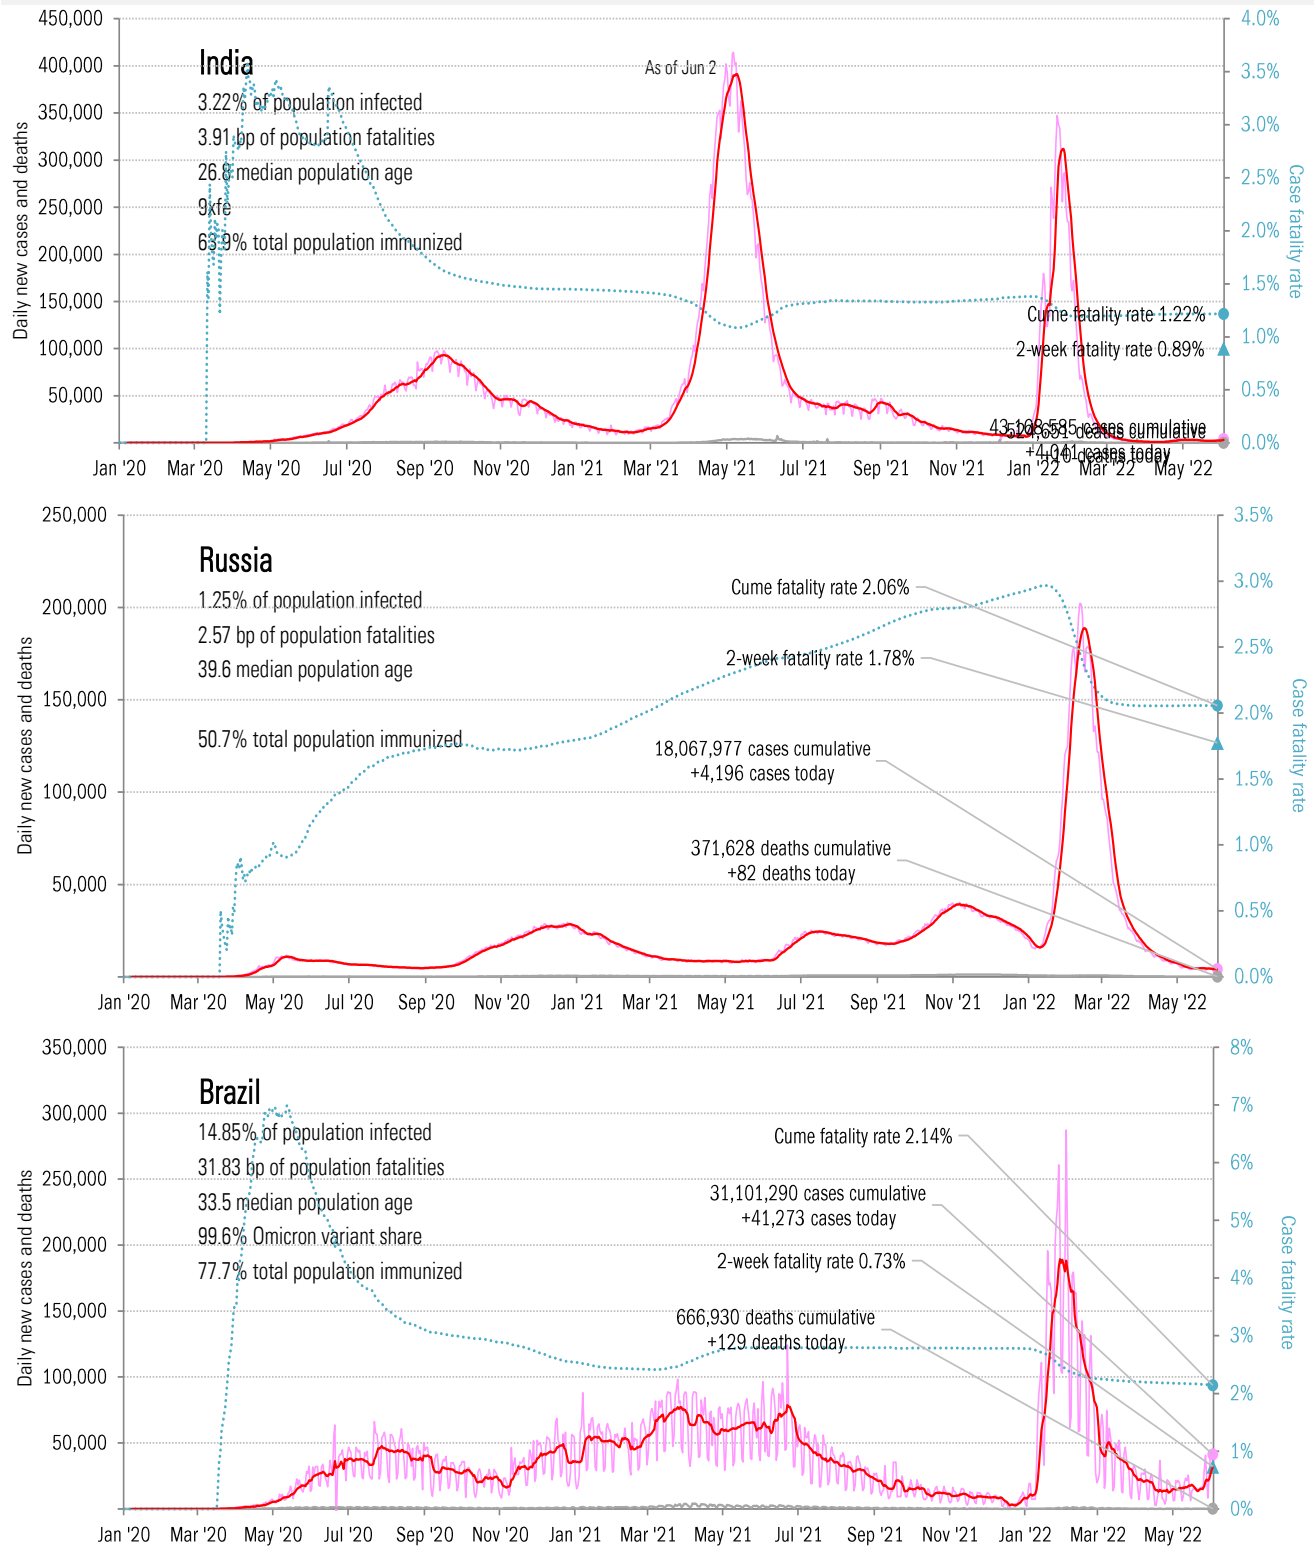 450,000
400,000
350,000
300,000
250,000
200,000
150,000
100,000
50,000
Daily new cases and deaths
India
3.22% of population infected
3.91 bp of population fatalities
26.8 median population age
9xfe
63.9% total population immunized
As of Jun 2
Cume fatality rate 1.22%
2-week fatality rate 0.89%
cases cumulative
deaths cumulative
+4,041 cases today
+10 deaths today
4.0%
3.5%
3.0%
2.5%
2.0%
1.5%
1.0%
0.5%
0.0%
Case fatality rate
Jan '20 Mar '20 May '20 Jul '20 Sep '20 Nov '20 Jan '21 Mar '21 May '21 Jul '21 Sep '21 Nov '21 Jan '22 Mar '22 May '22
250,000
200,000
150,000
100,000
50,000
Daily new cases and deaths
Russia
1.25% of population infected
2.57 bp of population fatalities
39.6 median population age
50.7% total population immunized
Cume fatality rate 2.06%
2-week fatality rate 1.78%
18,067,977 cases cumulative
+4,196 cases today
371,628 deaths cumulative
+82 deaths today
3.5%
3.0%
2.5%
2.0%
1.5%
1.0%
0.5%
0.0%
Case fatality rate
Jan '20 Mar '20 May '20 Jul '20 Sep '20 Nov '20 Jan '21 Mar '21 May '21 Jul '21 Sep '21 Nov '21 Jan '22 Mar '22 May '22
350,000
300,000
250,000
200,000
150,000
100,000
50,000
Daily new cases and deaths
Brazil
14.85% of population infected
31.83 bp of population fatalities
33.5 median population age
99.6% Omicron variant share
77.7% total population immunized
Cume fatality rate 2.14%
31,101,290 cases cumulative
+41,273 cases today
2-week fatality rate 0.73%
666,930 deaths cumulative
+129 deaths today
8%
7%
6%
5%
4%
3%
2%
1%
0%
Case fatality rate
Jan '20 Mar '20 May '20 Jul '20 Sep '20 Nov '20 Jan '21 Mar '21 May '21 Jul '21 Sep '21 Nov '21 Jan '22 Mar '22 May '22